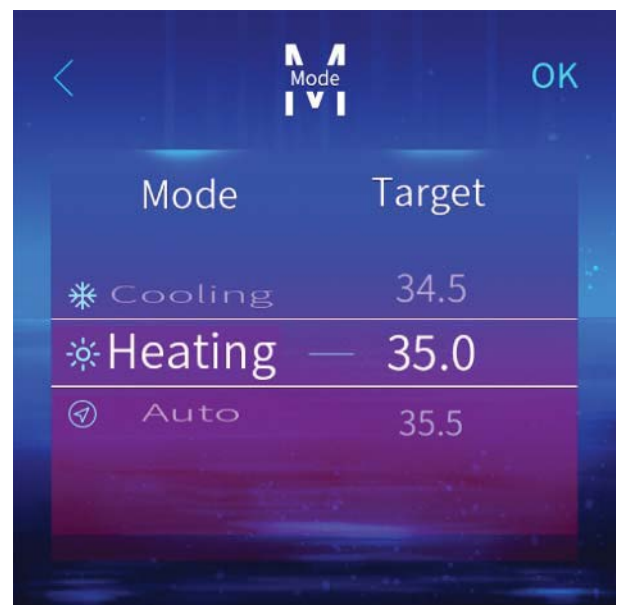 M
Mode
OK
Mode Target
Cooling 34.5
Heating — 35.0
Auto 35.5